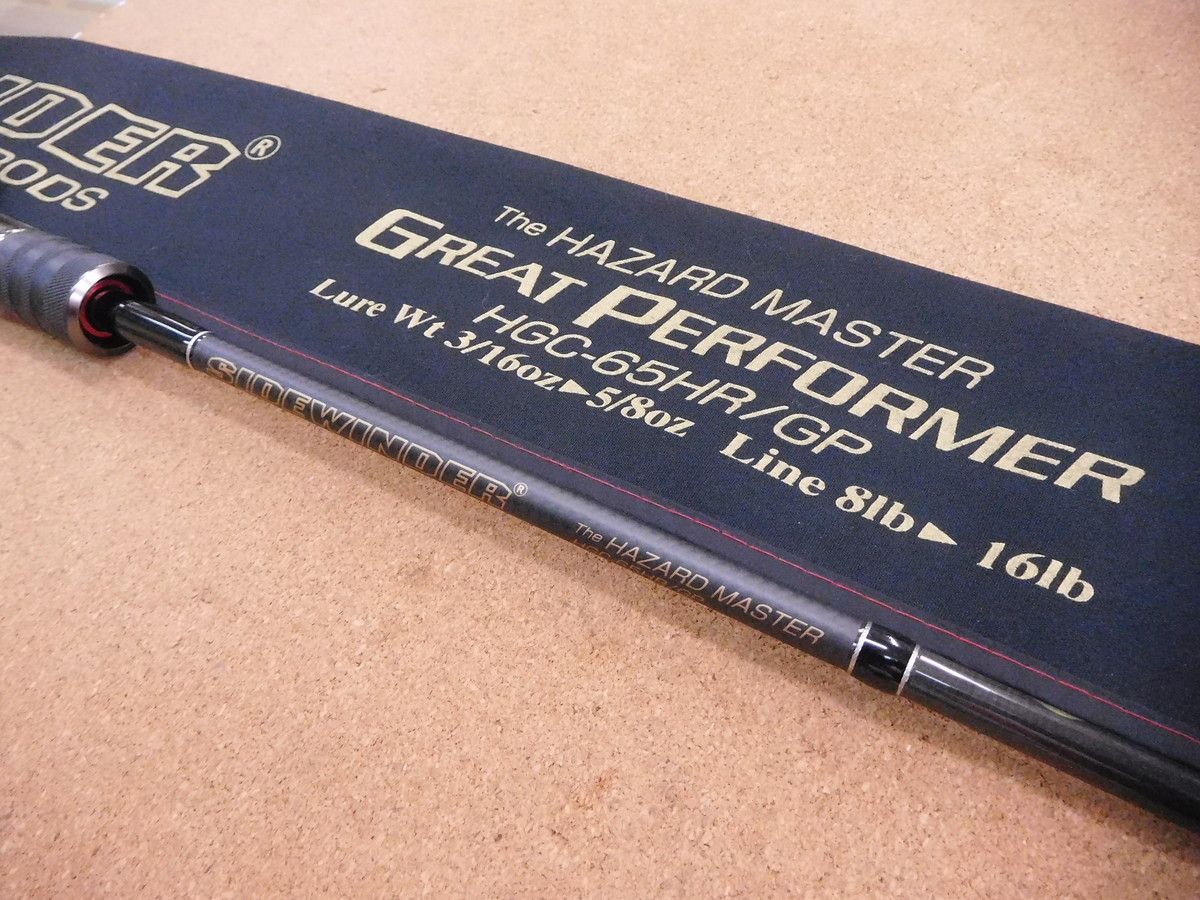 DER®
RODS
The HAZARD MASTER
GREAT PERFORMER
HGC-65HR/GP
Lure Wt 3/16oz▶5/8oz Line 8lb▶16lb
SIDEWINDER®
The HAZARD MASTER